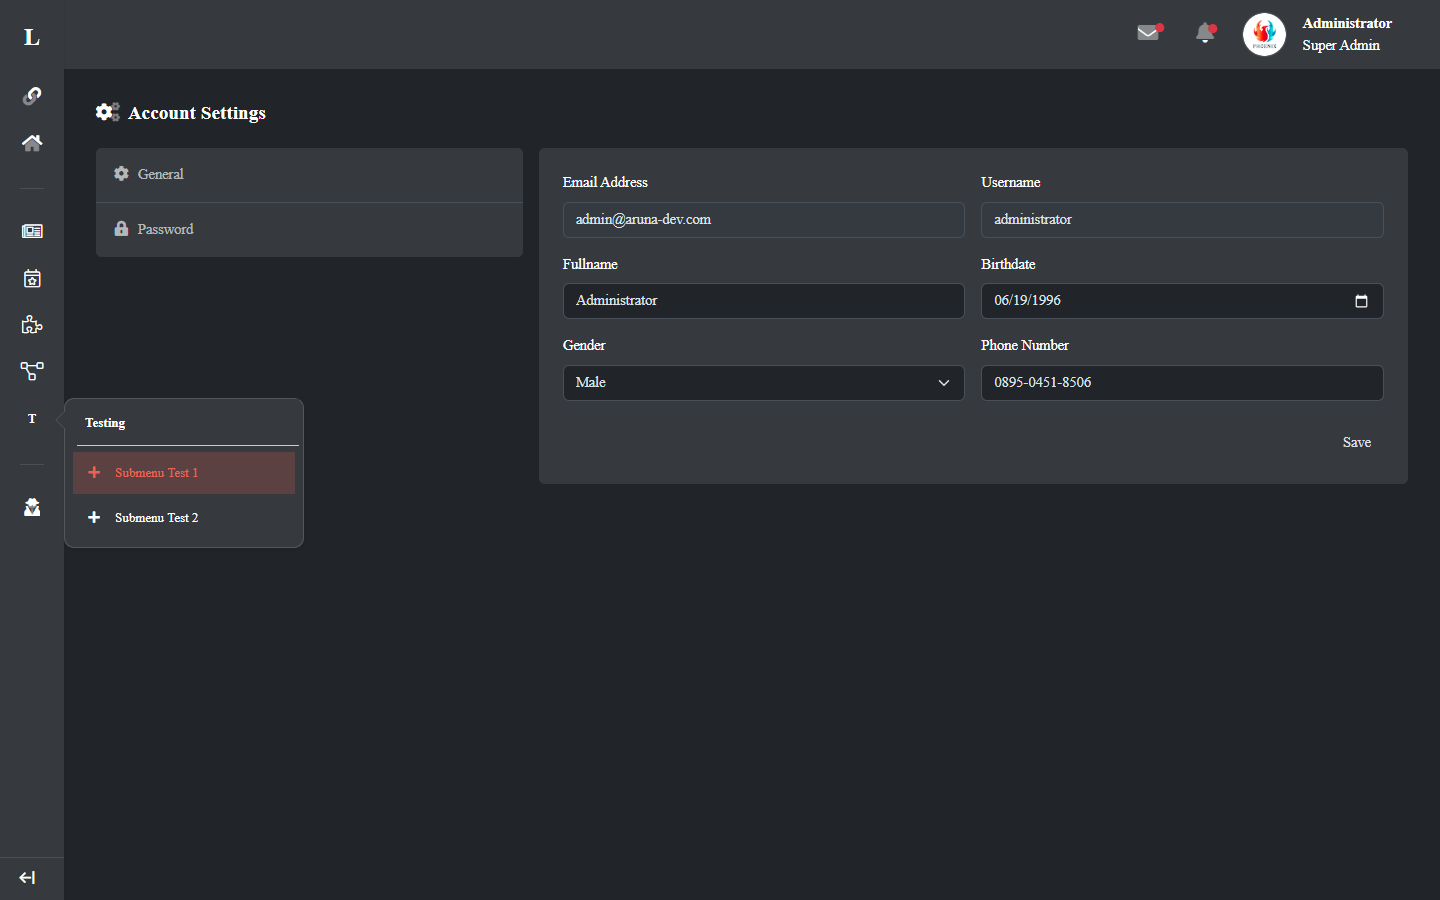 L
Administrator
Super Admin
PHOENIX
Account Settings
General
Password
Email Address
admin@aruna-dev.com
Username
administrator
Fullname
Administrator
Birthdate
06/19/1996
Gender
Male
Phone Number
0895-0451-8506
Save
T
Testing
Submenu Test 1
Submenu Test 2